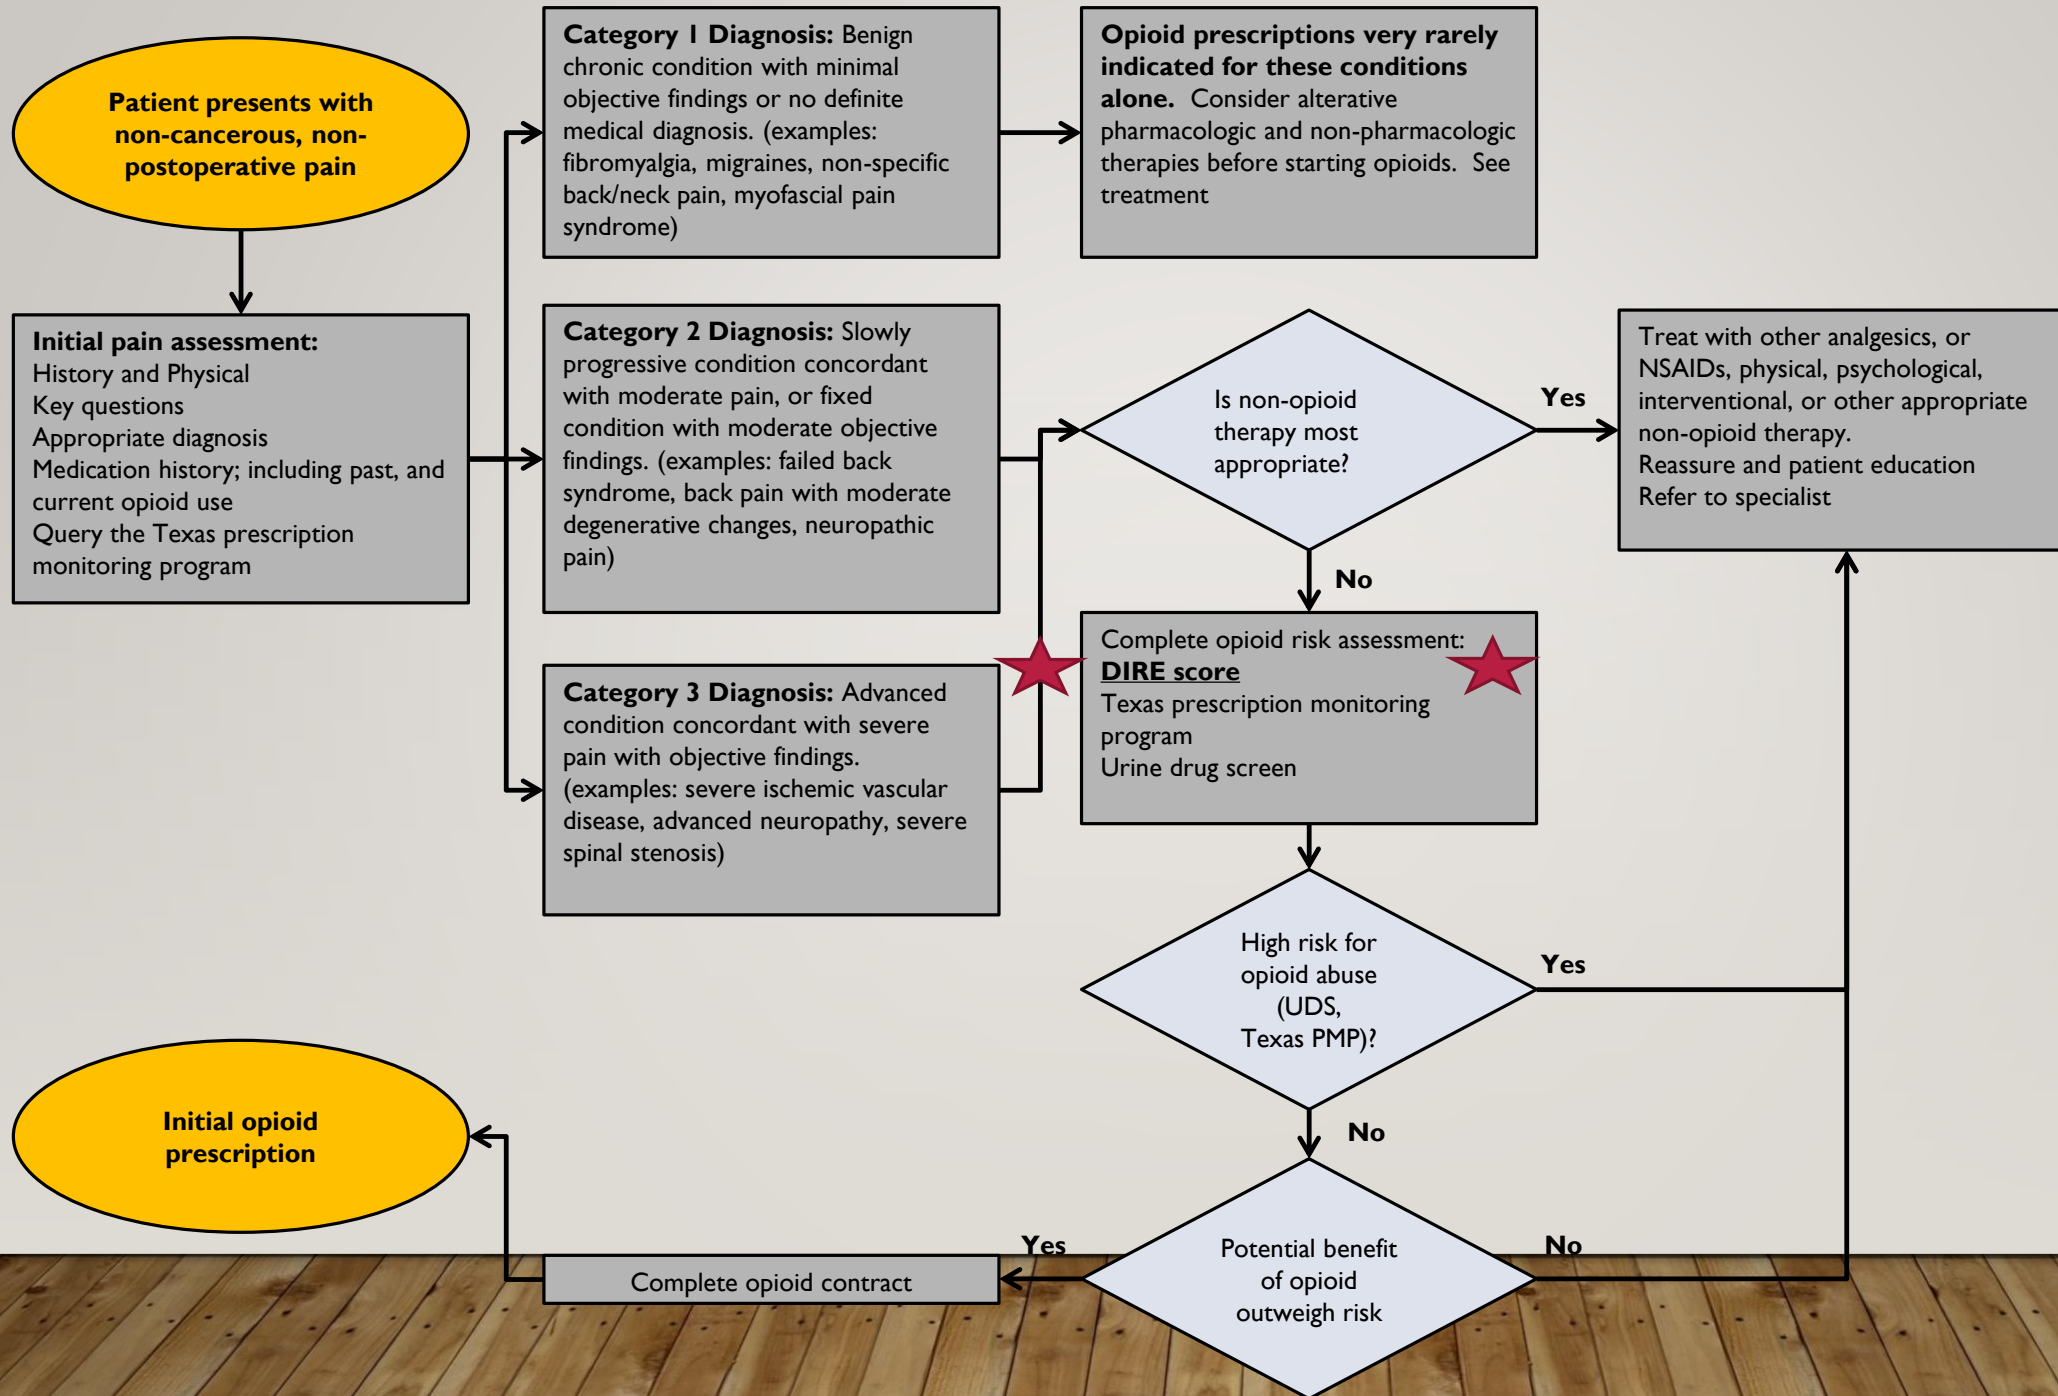 Patient presents with
non-cancerous, non-
postoperative pain
Initial pain assessment:
History and Physical
Key questions
Appropriate diagnosis
Medication history; including past, and
current opioid use
Query the Texas prescription
monitoring program
Category 1 Diagnosis: Benign
chronic condition with minimal
objective findings or no definite
medical diagnosis. (examples:
fibromyalgia, migraines, non-specific
back/neck pain, myofascial pain
syndrome)
Opioid prescriptions very rarely
indicated for these conditions
alone. Consider alterative
pharmacologic and non-pharmacologic
therapies before starting opioids. See
treatment
Category 2 Diagnosis: Slowly
progressive condition concordant
with moderate pain, or fixed
condition with moderate objective
findings. (examples: failed back
syndrome, back pain with moderate
degenerative changes, neuropathic
pain)
Category 3 Diagnosis: Advanced
condition concordant with severe
pain with objective findings.
(examples: severe ischemic vascular
disease, advanced neuropathy, severe
spinal stenosis)
Is non-opioid
therapy most
appropriate?
Yes
Treat with other analgesics, or
NSAIDs, physical, psychological,
interventional, or other appropriate
non-opioid therapy.
Reassure and patient education
Refer to specialist
No
Complete opioid risk assessment:
DIRE score
Texas prescription monitoring
program
Urine drug screen
High risk for
opioid abuse
(UDS,
Texas PMP)?
Yes
No
Potential benefit
of opioid
outweigh risk
No
Yes
Complete opioid contract
Initial opioid
prescription